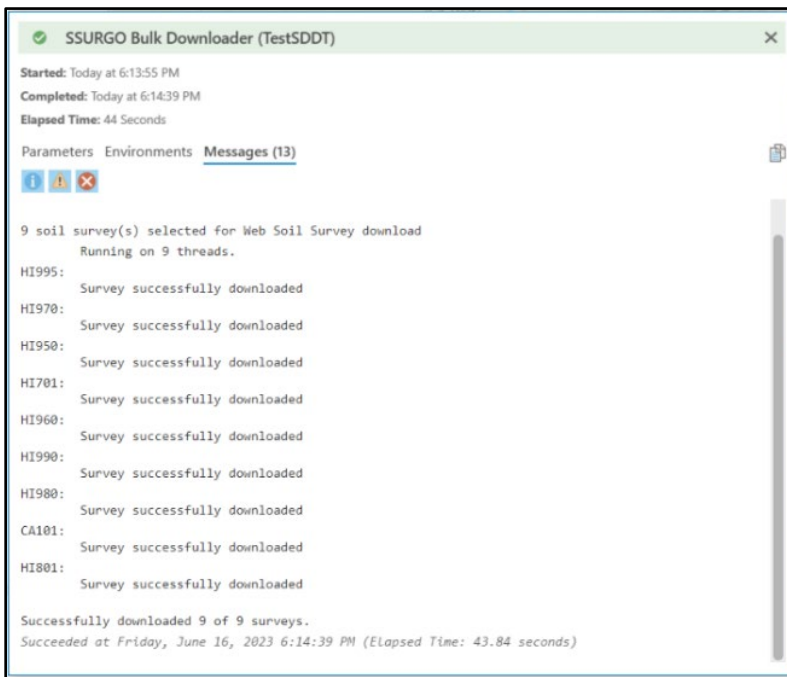 SSURGO Bulk Downloader (TestSDDT)
Started: Today at 6:13:55 PM
Completed: Today at 6:14:39 PM
Elapsed Time: 44 Seconds
Parameters Environments Messages (13)
9 soil survey(s) selected for Web Soil Survey download
Running on 9 threads.
HI995:
Survey successfully downloaded
HI970:
Survey successfully downloaded
HI950:
Survey successfully downloaded
HI701:
Survey successfully downloaded
HI960:
Survey successfully downloaded
HI990:
Survey successfully downloaded
HI980:
Survey successfully downloaded
CA101:
Survey successfully downloaded
HI801:
Survey successfully downloaded
Successfully downloaded 9 of 9 surveys.
Succeeded at Friday, June 16, 2023 6:14:39 PM (Elapsed Time: 43.84 seconds)